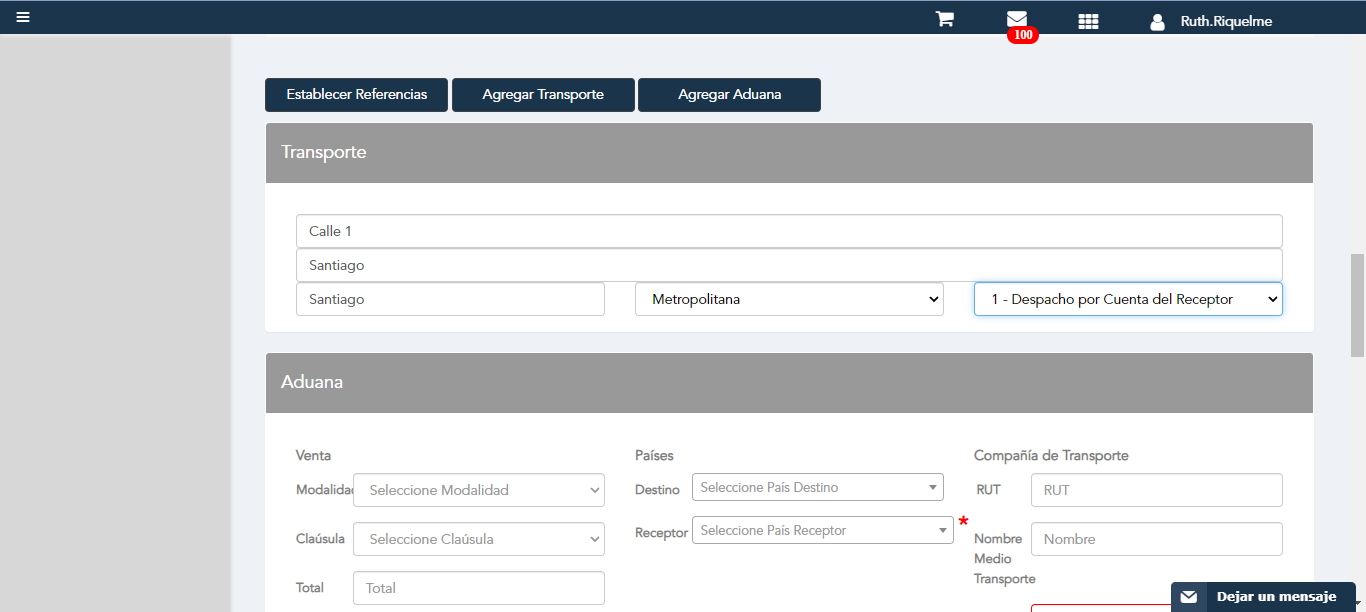 100
Ruth.Riquelme
Establecer Referencias
Agregar Transporte
Agregar Aduana
Transporte
Calle 1
Santiago
Santiago
Metropolitana
1 - Despacho por Cuenta del Receptor
Aduana
Venta
Países
Compañía de Transporte
Modalidad
Seleccione Modalidad
Destino
Seleccione País Destino
RUT
RUT
Receptor
Seleccione País Receptor
*
Claúsula
Seleccione Claúsula
Nombre
Medio
Transporte
Nombre
Total
Total
Dejar un mensaje